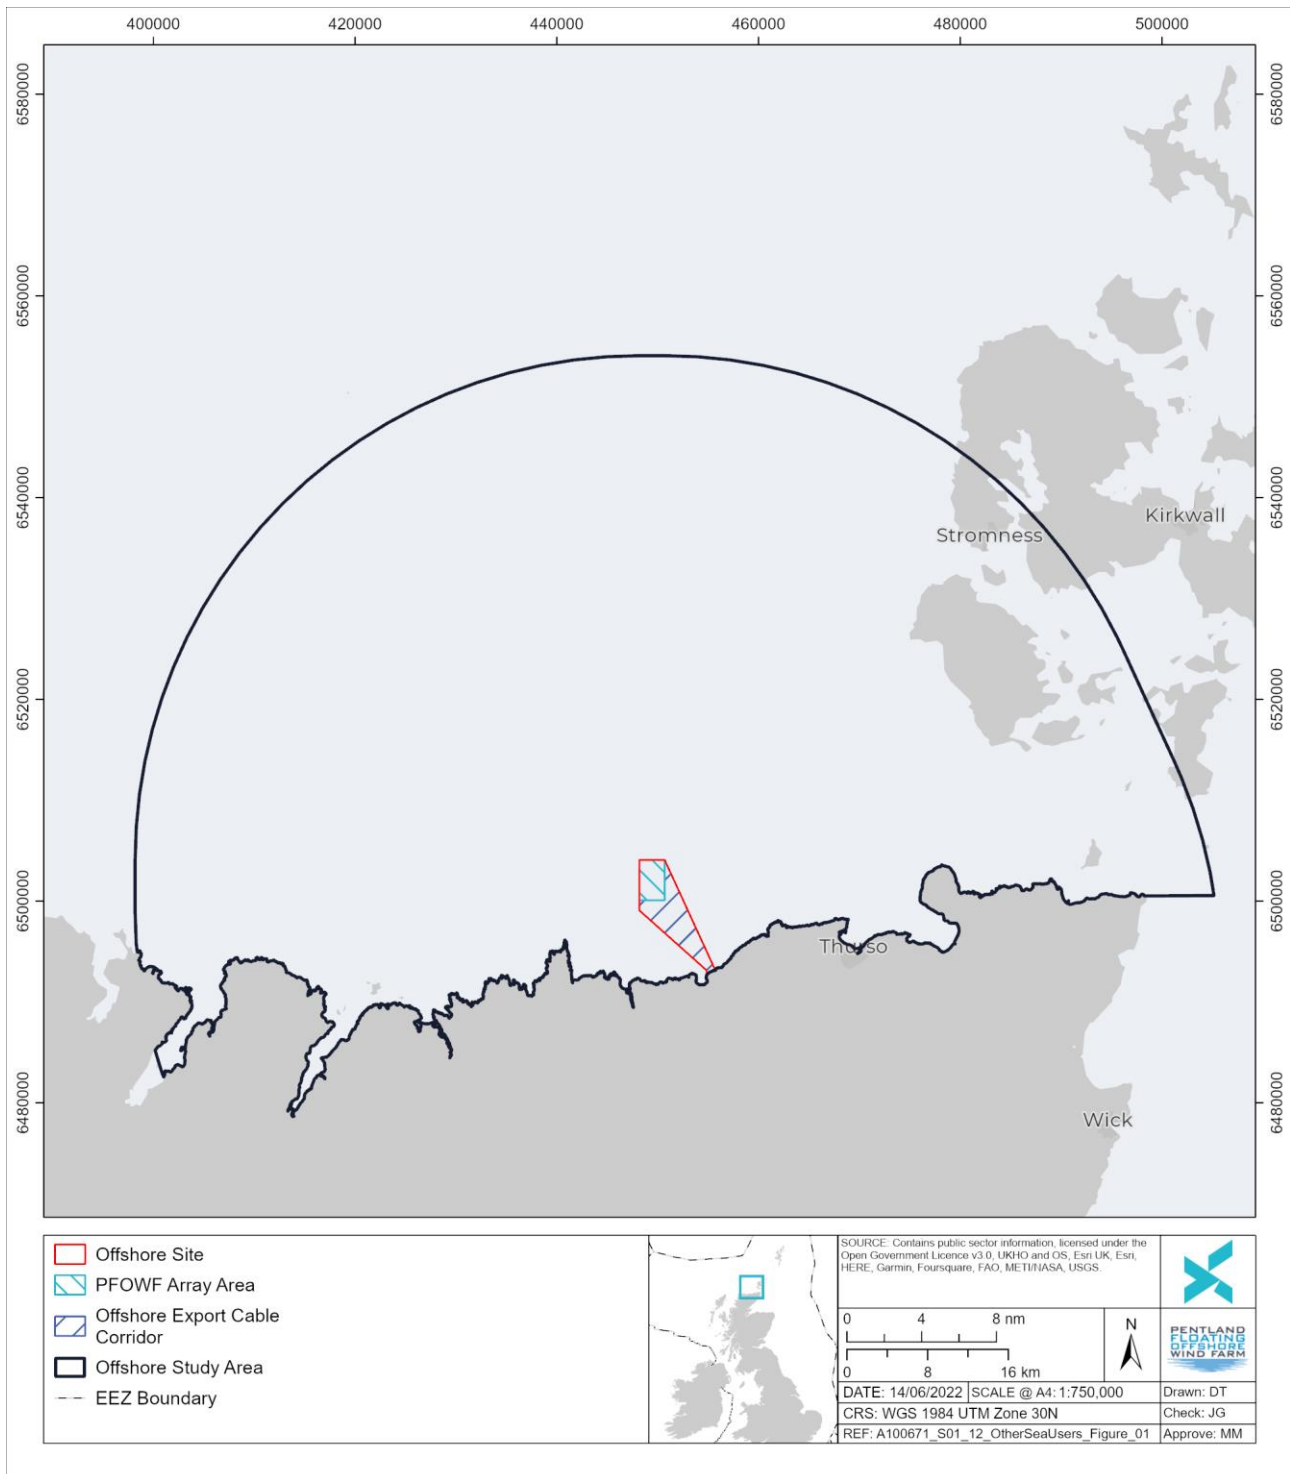 400000 420000 440000 460000 480000 500000
6580000 6580000
6560000 6560000
6540000 6540000
Kirkwall
Stromness
6520000 6520000
6500000 6500000
Thurso
6480000 6480000
Wick
Offshore Site
PFOWF Array Area
Offshore Export Cable
Corridor
Offshore Study Area
EEZ Boundary
SOURCE: Contains public sector information, licensed under the
Open Government Licence v3.0, UKHO and OS, Esri UK, Esri,
HERE, Garmin, Foursquare, FAO, METI/NASA, USGS.
0 4 8 nm
0 8 16 km
N
PENTLAND
FLOATING
OFFSHORE
WIND FARM
DATE: 14/06/2022 SCALE @ A4: 1:750,000 Drawn: DT
CRS: WGS 1984 UTM Zone 30N Check: JG
REF: A100671_S01_12_OtherSeaUsers_Figure_01 Approve: MM